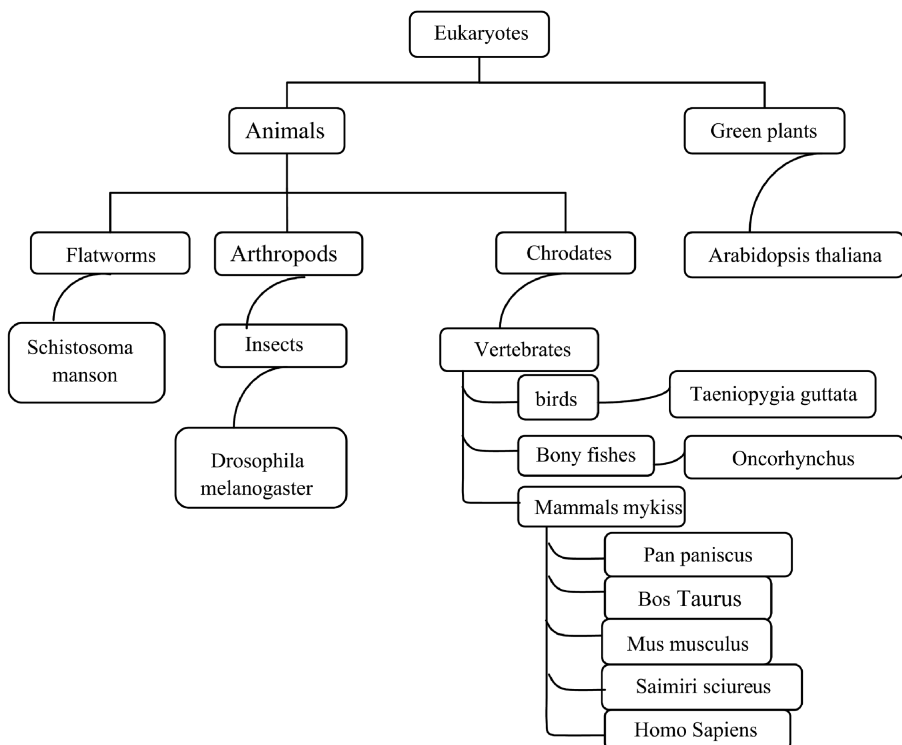 Eukaryotes
Animals
Green plants
Flatworms
Arthropods
Chrodates
Arabidopsis thaliana
Schistosoma
manson
Insects
Vertebrates
birds
Taeniopygia guttata
Drosophila
melanogaster
Bony fishes
Oncorhynchus
Mammals mykiss
Pan paniscus
Bos Taurus
Mus musculus
Saimiri sciureus
Homo Sapiens